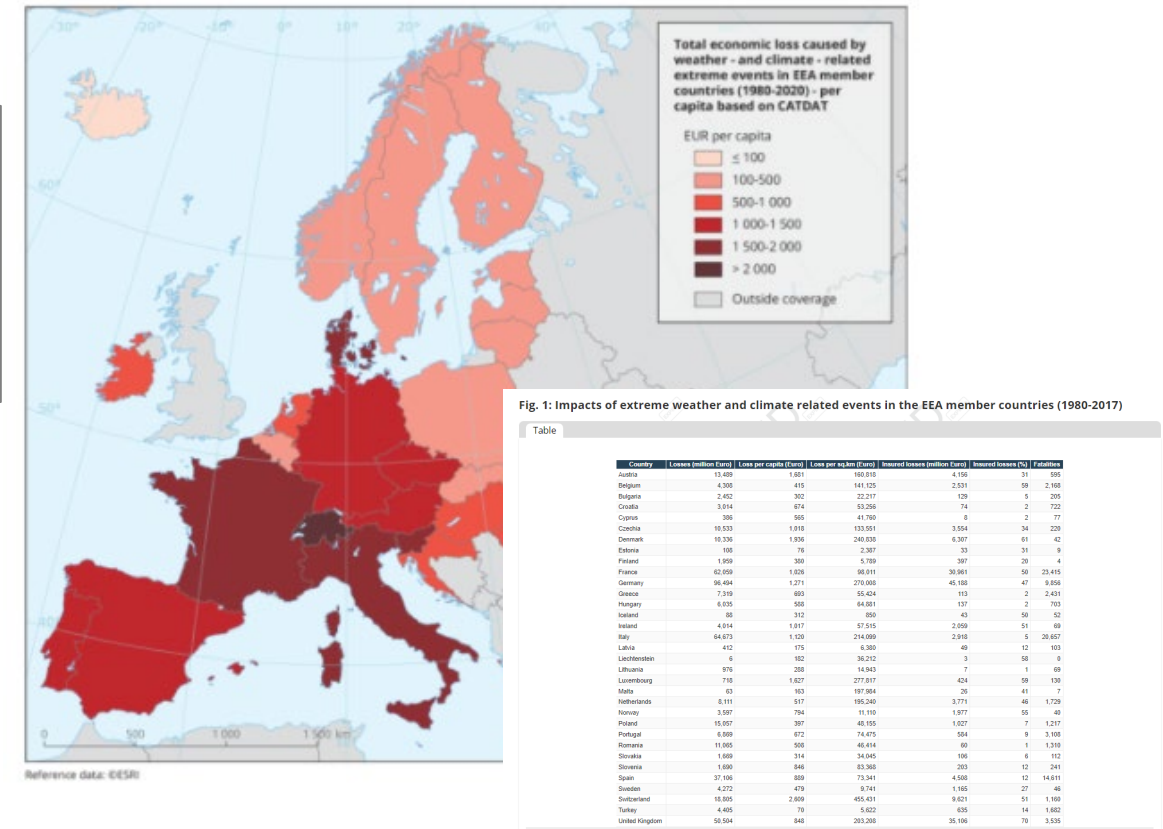 -30°
-20°
-10°
0°
10°
20°
40°
60°
50°
40°
Total economic loss caused by
weather - and climate - related
extreme events in EEA member
countries (1980-2020) - per
capita based on CATDAT
EUR per capita
≤ 100
100-500
500-1 000
1 000-1 500
1 500-2 000
> 2 000
Outside coverage
0 500 1 000 1 500 km
Reference data: ©ESRI
Fig. 1: Impacts of extreme weather and climate related events in the EEA member countries (1980-2017)
Table
Country Losses (million Euro) Loss per capita (Euro) Loss per sq.km (Euro) Insured losses (million Euro) Insured losses (%) Fatalities
Austria 13,489 1,681 160,818 4,156 31 595
Belgium 4,308 415 141,125 2,531 59 2,168
Bulgaria 2,452 302 22,217 129 5 205
Croatia 3,014 674 53,256 74 2 722
Cyprus 386 565 41,760 8 2 77
Czechia 10,533 1,018 133,551 3,554 34 220
Denmark 10,336 1,936 240,838 6,307 61 42
Estonia 108 76 2,387 33 31 9
Finland 1,959 380 5,789 397 20 4
France 62,059 1,026 98,011 30,961 50 23,415
Germany 96,494 1,271 270,008 45,188 47 9,856
Greece 7,319 693 55,424 113 2 2,431
Hungary 6,035 588 64,881 137 2 703
Iceland 88 312 850 43 50 52
Ireland 4,014 1,017 57,515 2,059 51 69
Italy 64,673 1,120 214,099 2,918 5 20,657
Latvia 412 175 6,380 49 12 103
Liechtenstein 6 182 36,212 3 58 0
Lithuania 976 288 14,943 7 1 69
Luxembourg 718 1,627 277,817 424 59 130
Malta 63 163 197,984 26 41 7
Netherlands 8,111 517 195,240 3,771 46 1,729
Norway 3,597 794 11,110 1,977 55 40
Poland 15,057 397 48,155 1,027 7 1,217
Portugal 6,869 672 74,475 584 9 3,108
Romania 11,065 508 46,414 60 1 1,310
Slovakia 1,669 314 34,045 106 6 112
Slovenia 1,690 846 83,368 203 12 241
Spain 37,106 889 73,341 4,508 12 14,611
Sweden 4,272 479 9,741 1,165 27 46
Switzerland 18,805 2,609 455,431 9,621 51 1,160
Turkey 4,405 70 5,622 635 14 1,682
United Kingdom 50,504 848 203,208 35,106 70 3,535